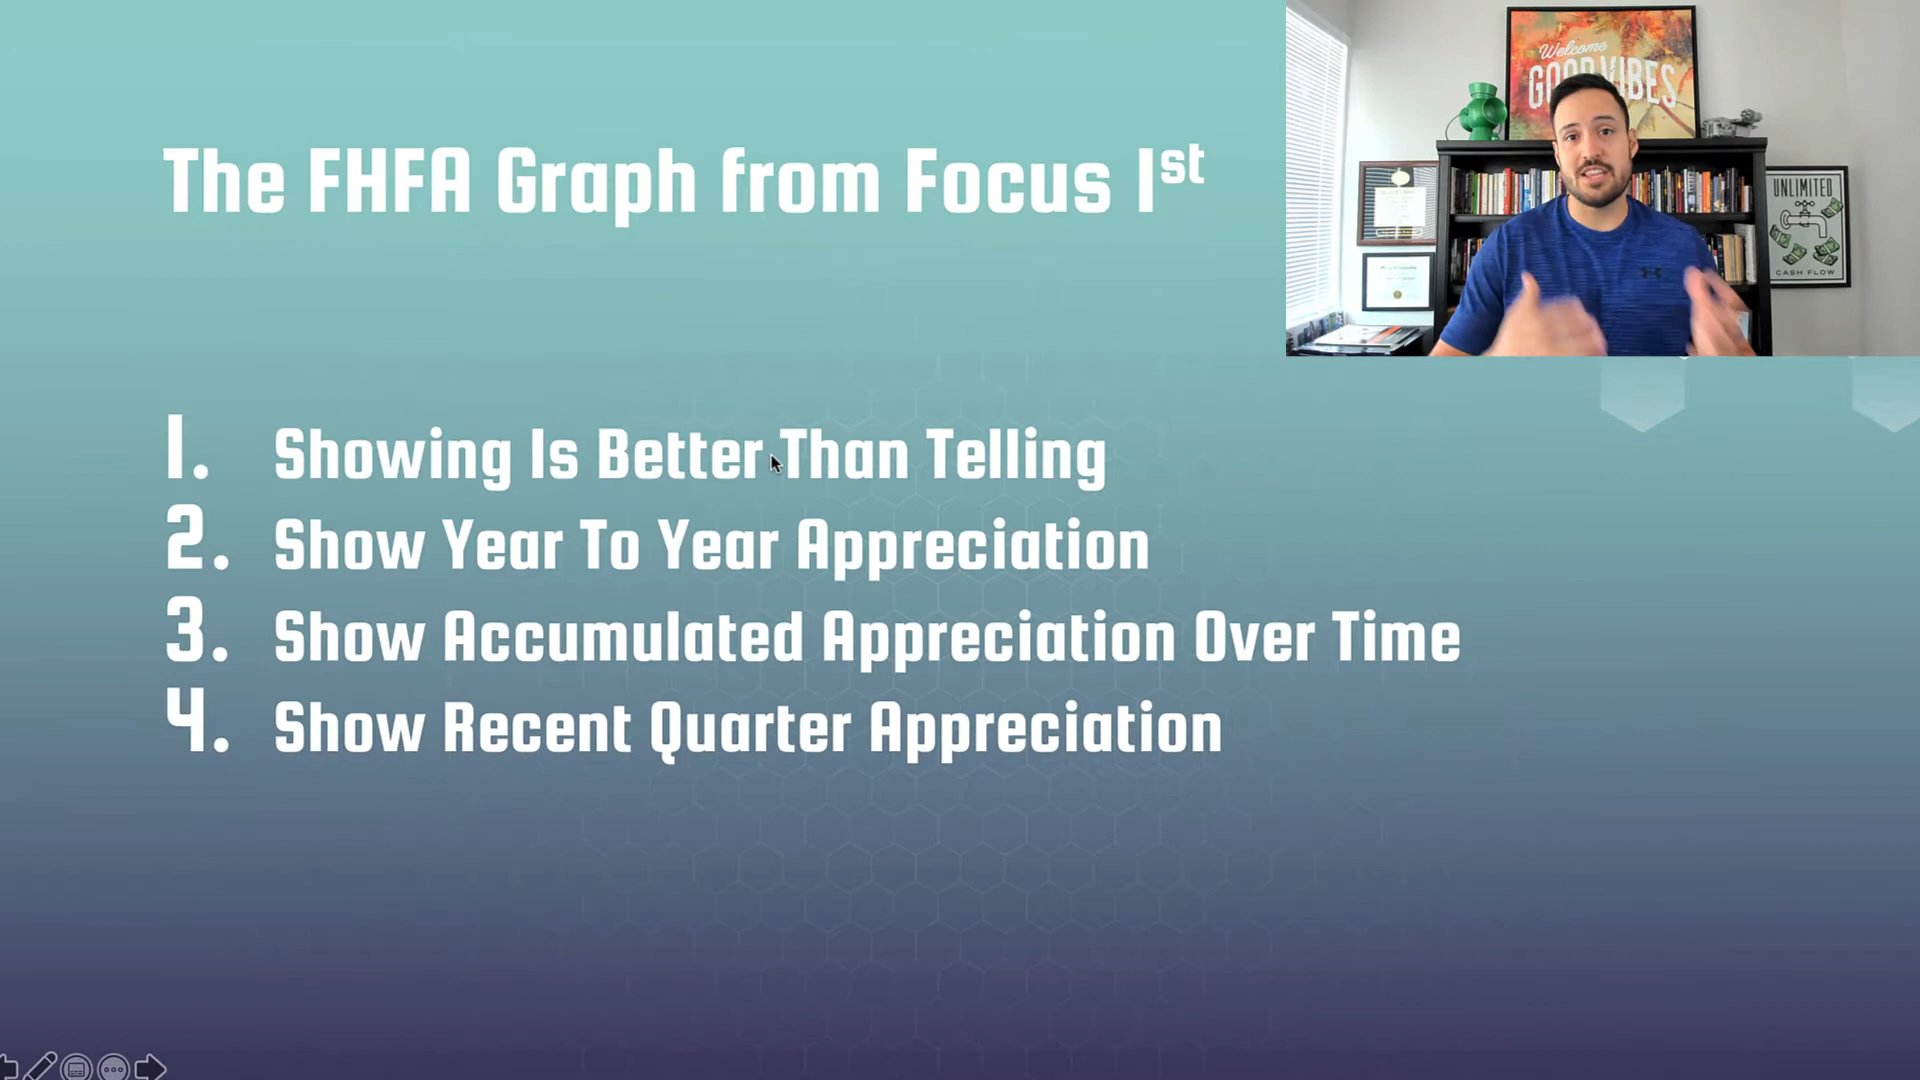 The FHFA Graph from Focus 1st
1. Showing Is Better Than Telling
2. Show Year To Year Appreciation
3. Show Accumulated Appreciation Over Time
4. Show Recent Quarter Appreciation
Welcome
UNLIMITED
CASH FLOW